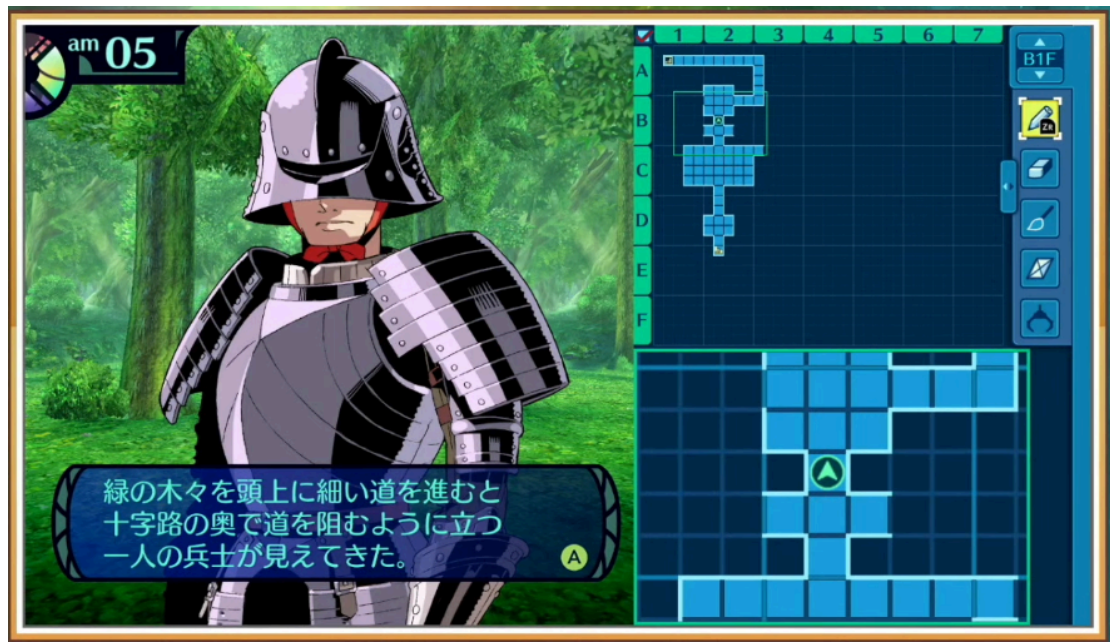 am 05
1 2 3 4 5 6 7
A
B
C
D
E
F
B1F
ZR
緑の木々を頭上に細い道を進むと
十字路の奥で道を阻むように立つ
一人の兵士が見えてきた。
A